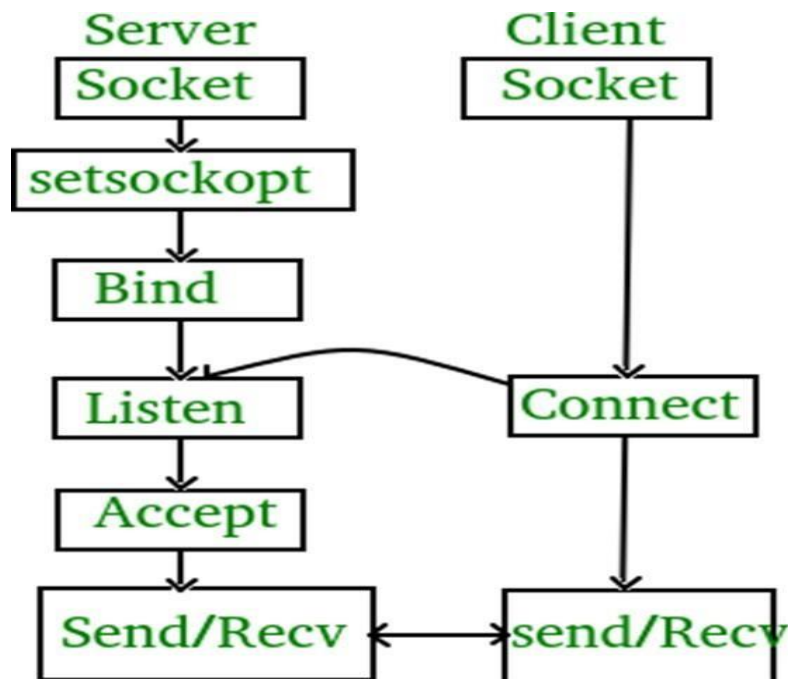 Server
Client
Socket
Socket
setsockopt
Bind
Listen
Connect
Accept
Send/Recv
send/Recv